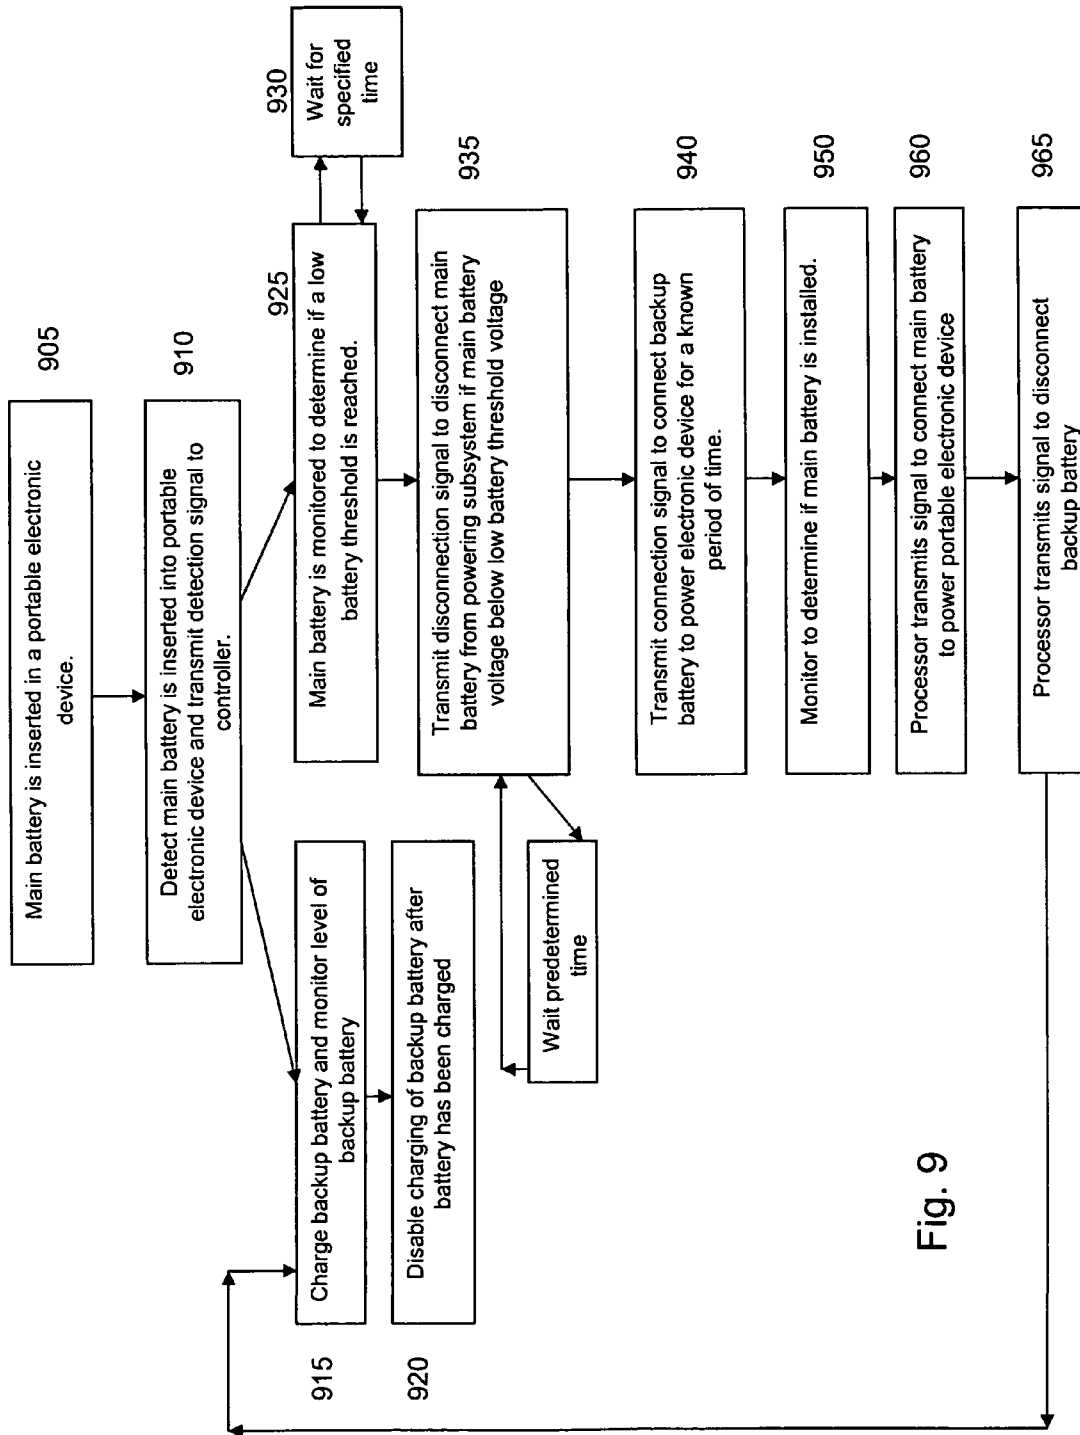 905
Main battery is inserted in a portable electronic
device.
910
Detect main battery is inserted into portable
electronic device and transmit detection signal to
controller.
915
Charge backup battery and monitor level of
backup battery
920
Disable charging of backup battery after
battery has been charged
925
Main battery is monitored to determine if a low
battery threshold is reached.
930
Wait for
specified
time
935
Transmit disconnection signal to disconnect main
battery from powering subsystem if main battery
voltage below low battery threshold voltage
Wait predetermined
time
940
Transmit connection signal to connect backup
battery to power electronic device for a known
period of time.
950
Monitor to determine if main battery is installed.
960
Processor transmits signal to connect main battery
to power portable electronic device
965
Processor transmits signal to disconnect
backup battery
Fig. 9